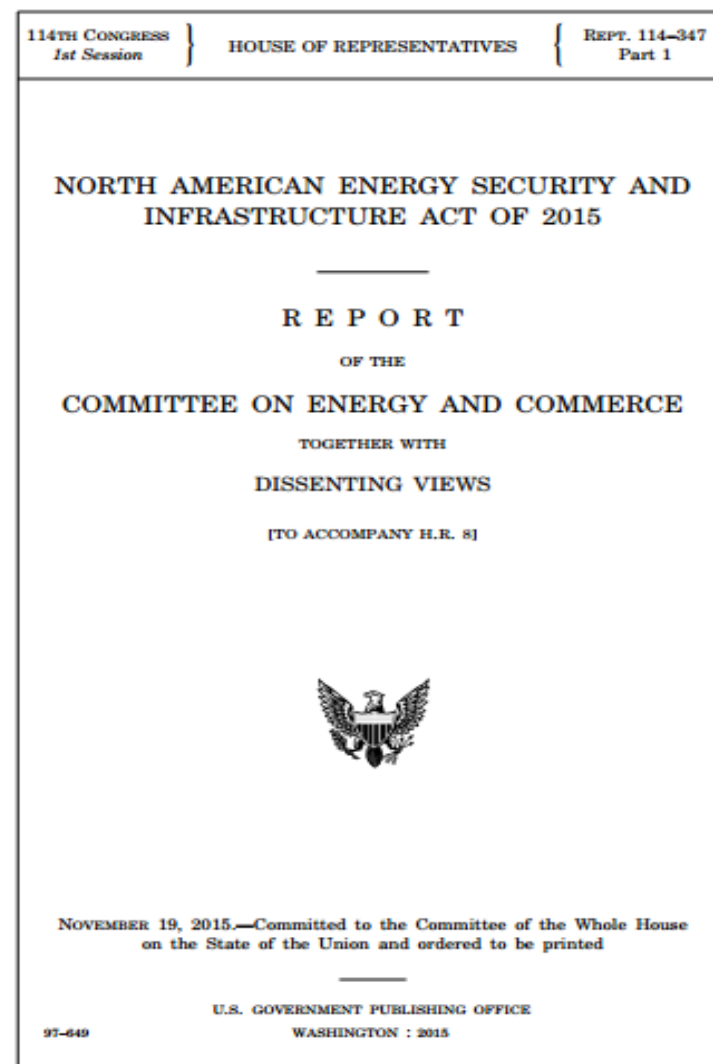 114TH CONGRESS
1st Session
HOUSE OF REPRESENTATIVES
REPT. 114–347
Part 1
NORTH AMERICAN ENERGY SECURITY AND
INFRASTRUCTURE ACT OF 2015
R E P O R T
OF THE
COMMITTEE ON ENERGY AND COMMERCE
TOGETHER WITH
DISSENTING VIEWS
[TO ACCOMPANY H.R. 8]
NOVEMBER 19, 2015.—Committed to the Committee of the Whole House
on the State of the Union and ordered to be printed
U.S. GOVERNMENT PUBLISHING OFFICE
97–649 WASHINGTON : 2015